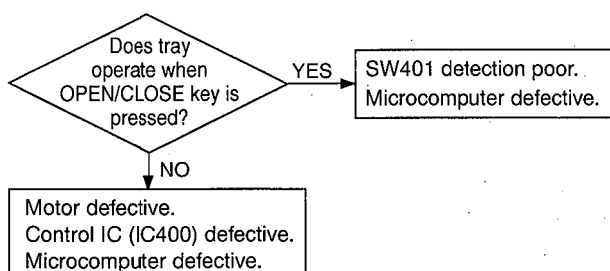 Does tray
operate when
OPEN/CLOSE key is
pressed?
YES
SW401 detection poor.
Microcomputer defective.
NO
Motor defective.
Control IC (IC400) defective.
Microcomputer defective.